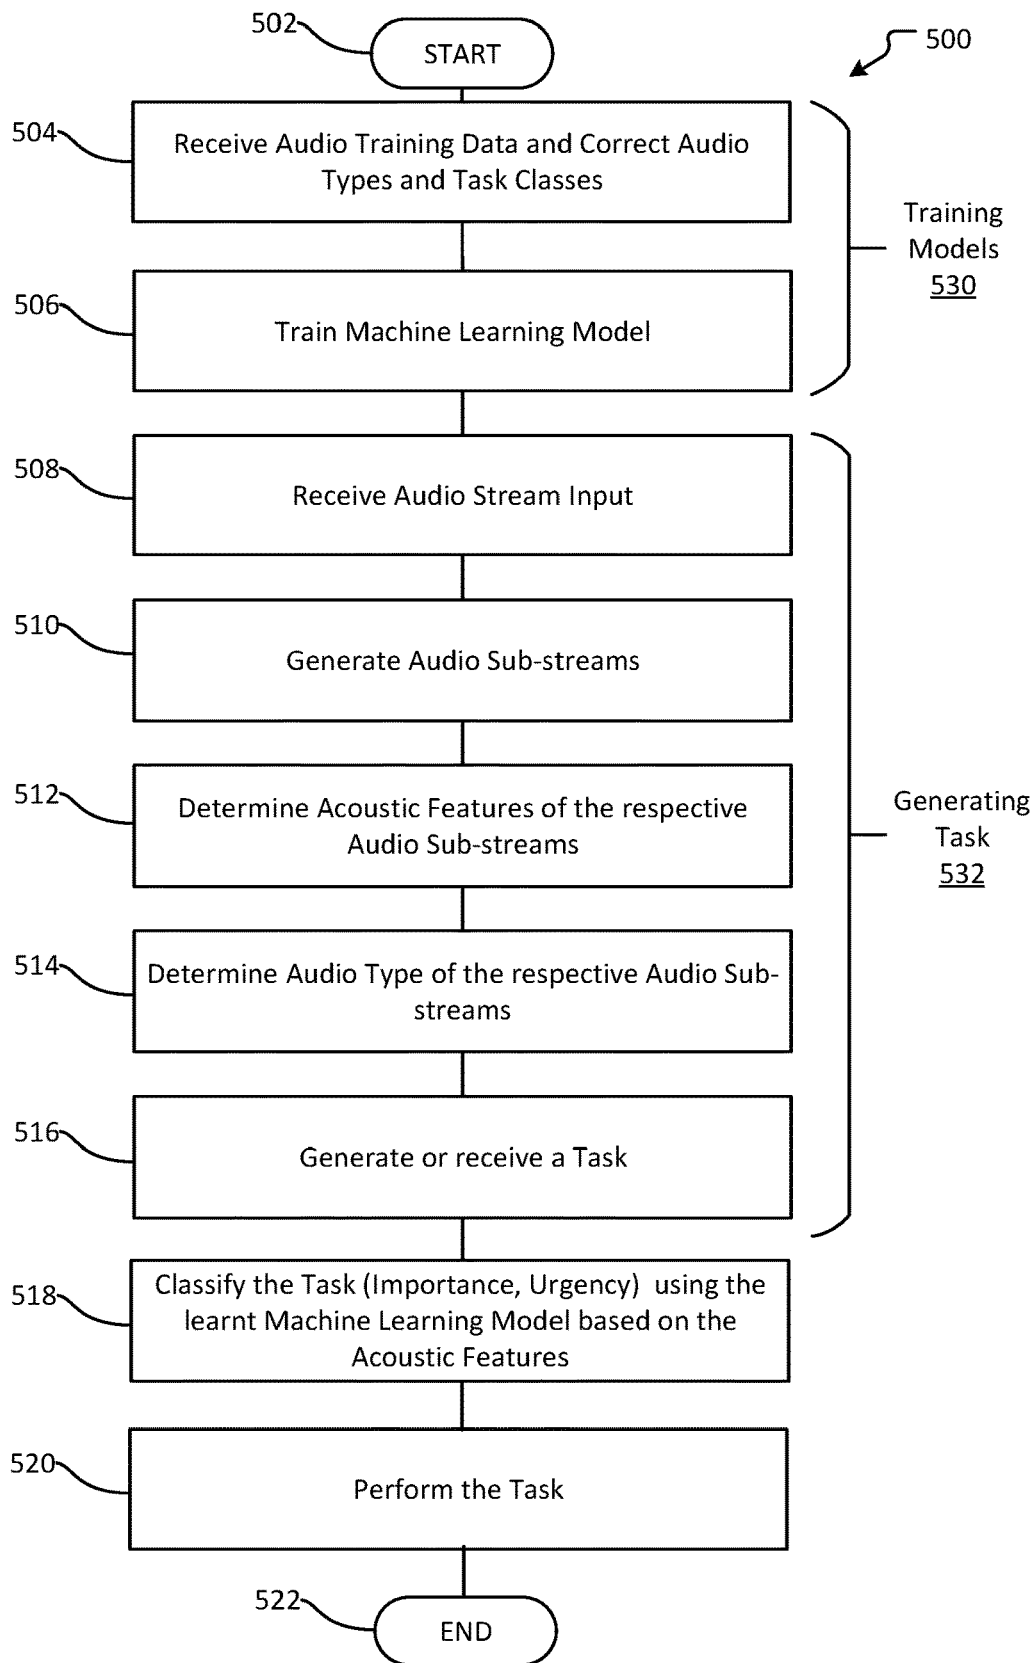 502
START
500
504
Receive Audio Training Data and Correct Audio
Types and Task Classes
Training
Models
530
506
Train Machine Learning Model
508
Receive Audio Stream Input
510
Generate Audio Sub-streams
512
Determine Acoustic Features of the respective
Audio Sub-streams
Generating
Task
532
514
Determine Audio Type of the respective Audio Sub-
streams
516
Generate or receive a Task
518
Classify the Task (Importance, Urgency) using the
learnt Machine Learning Model based on the
Acoustic Features
520
Perform the Task
522
END